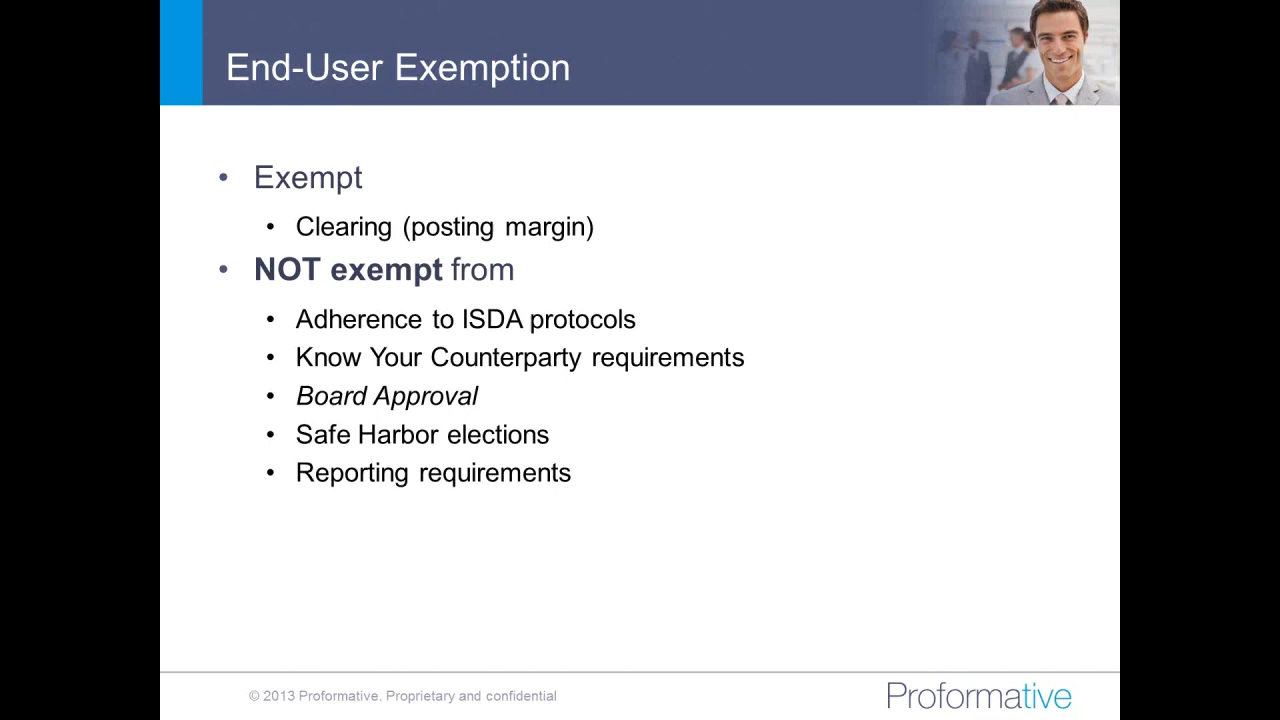 End-User Exemption
• Exempt
• Clearing (posting margin)
• NOT exempt from
• Adherence to ISDA protocols
• Know Your Counterparty requirements
• Board Approval
• Safe Harbor elections
• Reporting requirements
© 2013 Proformative. Proprietary and confidential
Proformative